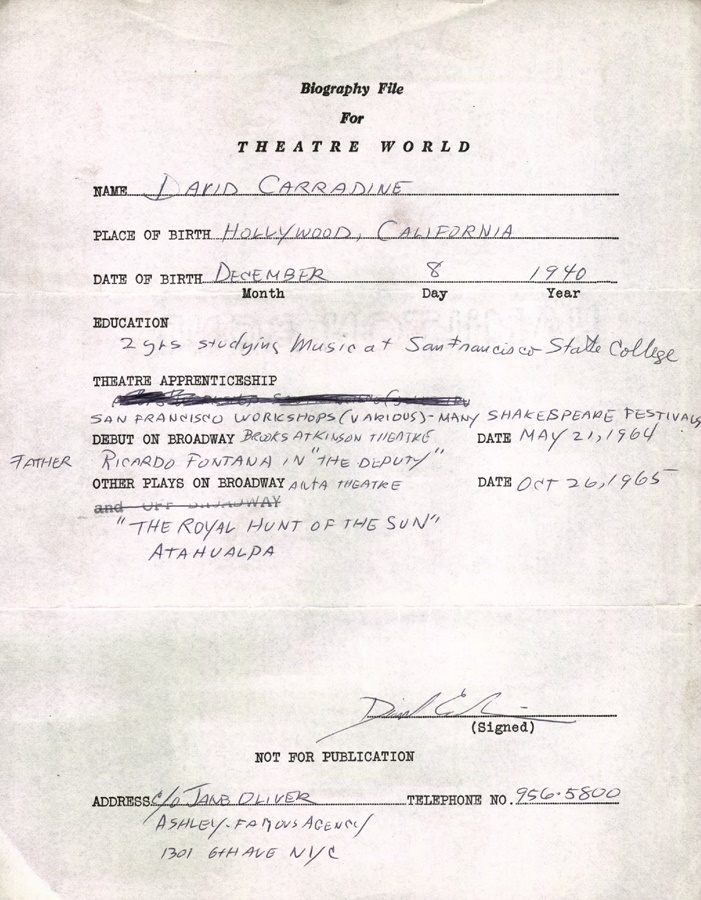 Biography File
For
THEATRE WORLD
NAME DAVID CARRADINE
PLACE OF BIRTH HOLLYWOOD, CALIFORNIA
DATE OF BIRTH DECEMBER 8 1940
Month Day Year
EDUCATION
2 yrs studying Music at San Francisco State College
THEATRE APPRENTICESHIP
SAN FRANCISCO WORKSHOPS (VARIOUS) - MANY SHAKESPEARE FESTIVALS
DEBUT ON BROADWAY BROOKS ATKINSON THEATRE DATE MAY 21, 1964
FATHER RICARDO FONTANA IN "THE DEPUTY"
OTHER PLAYS ON BROADWAY ANTA THEATRE DATE OCT 26, 1965
and OFF BROADWAY
"THE ROYAL HUNT OF THE SUN"
ATAHUALPA
(Signed)
NOT FOR PUBLICATION
ADDRESS c/o JANE OLIVER TELEPHONE NO. 956-5800
ASHLEY-FAMOUS AGENCY
1301 6TH AVE NYC